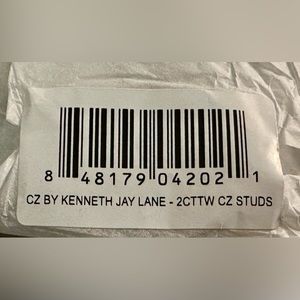 8 48179 04202 1
CZ BY KENNETH JAY LANE - 2CTTW CZ STUDS